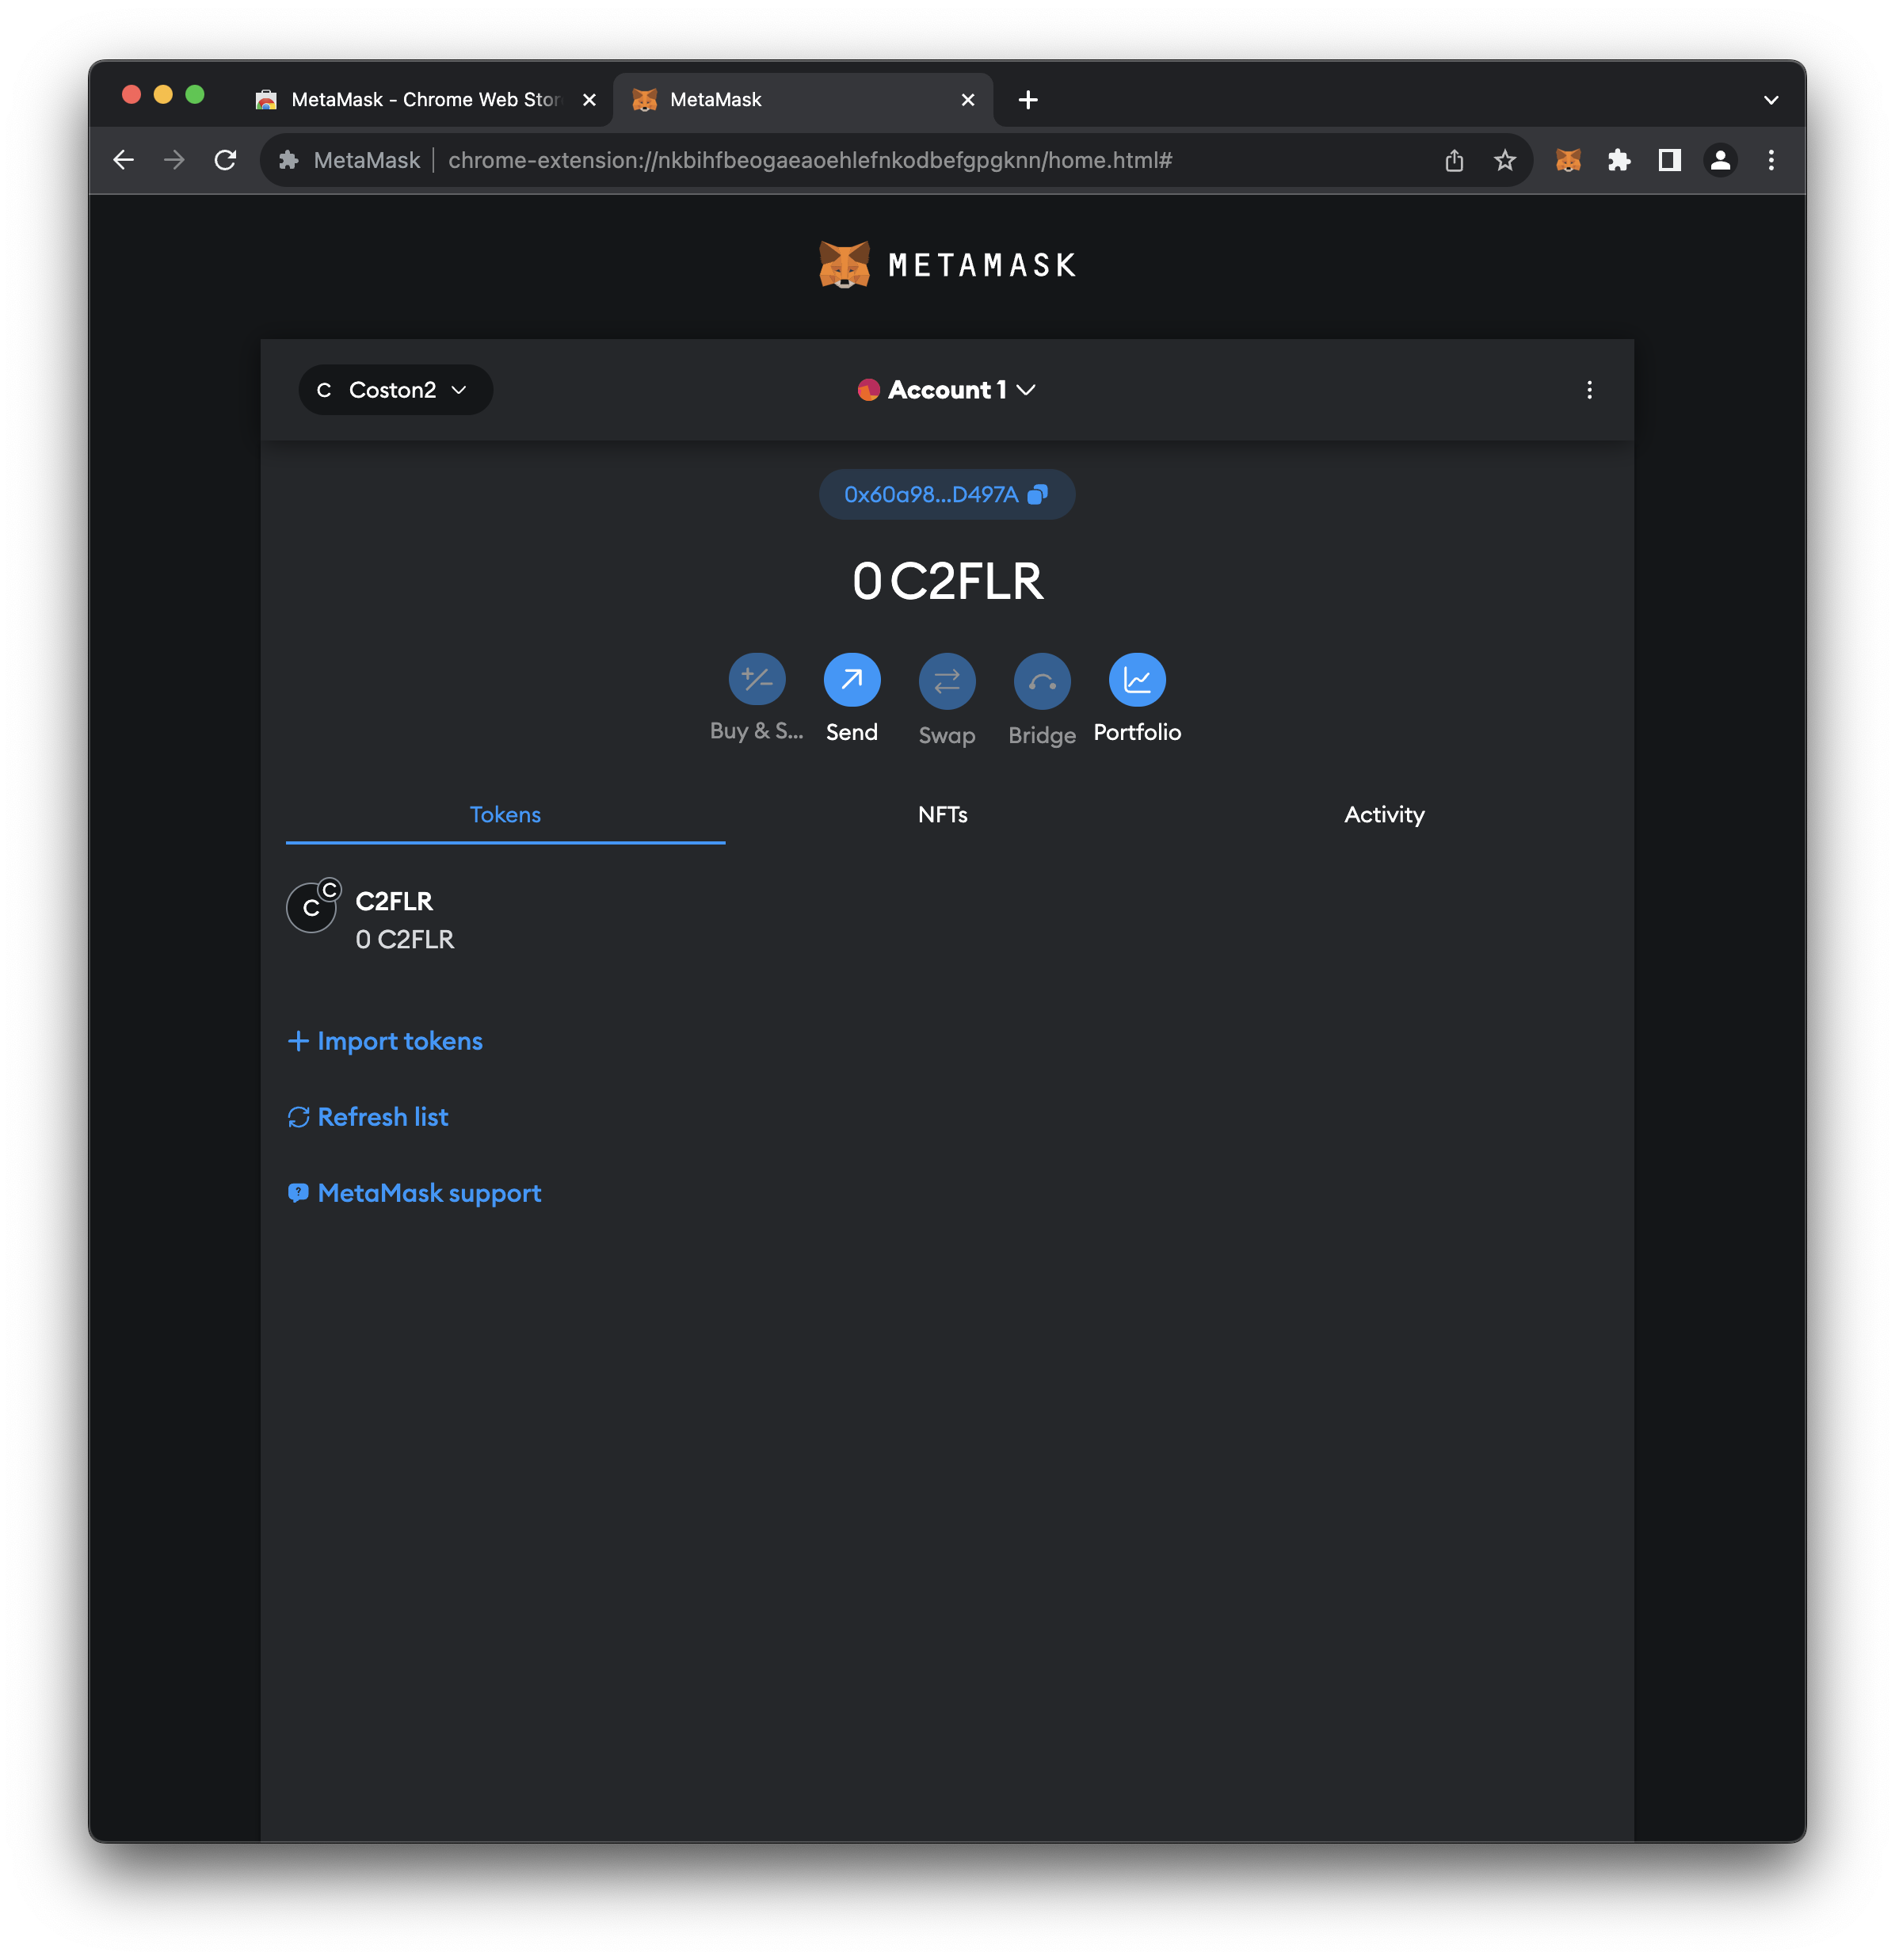 MetaMask - Chrome Web Stor
MetaMask
MetaMask
chrome-extension://nkbihfbeogaeaoehlefnkodbefgpgknn/home.html#
METAMASK
C Coston2
Account 1
0x60a98...D497A
0 C2FLR
Buy & S... Send Swap Bridge Portfolio
Tokens NFTs Activity
C
C
C2FLR
0 C2FLR
Import tokens
Refresh list
MetaMask support